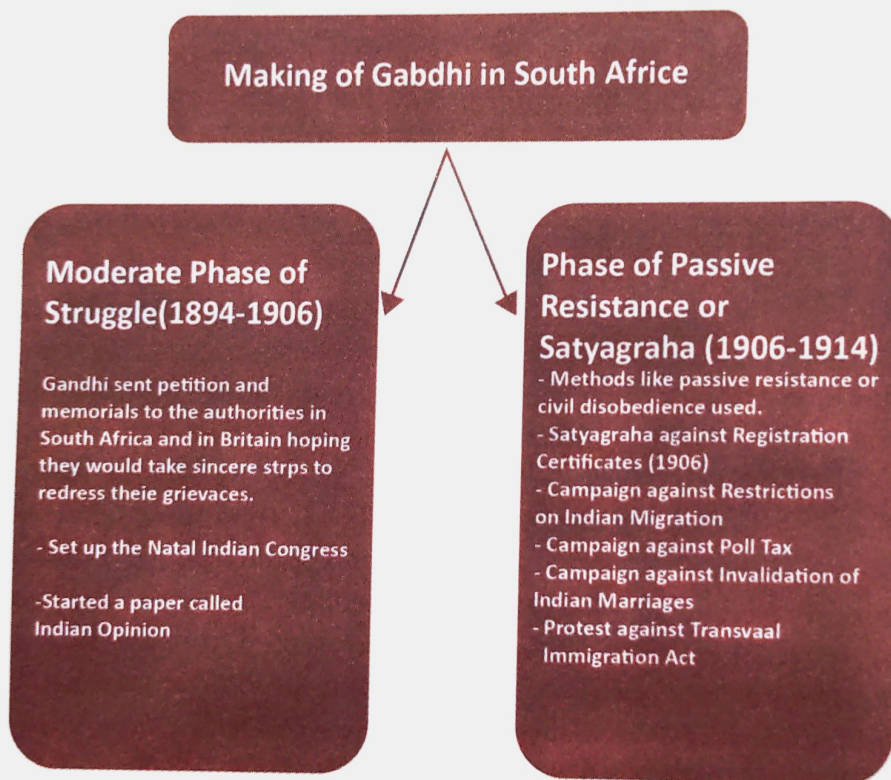 Making of Gabdhi in South Africe
Moderate Phase of
Struggle(1894-1906)
Gandhi sent petition and
memorials to the authorities in
South Africa and in Britain hoping
they would take sincere strps to
redress theie grievaces.
- Set up the Natal Indian Congress
-Started a paper called
Indian Opinion
Phase of Passive
Resistance or
Satyagraha (1906-1914)
- Methods like passive resistance or
civil disobedience used.
- Satyagraha against Registration
Certificates (1906)
- Campaign against Restrictions
on Indian Migration
- Campaign against Poll Tax
- Campaign against Invalidation of
Indian Marriages
- Protest against Transvaal
Immigration Act